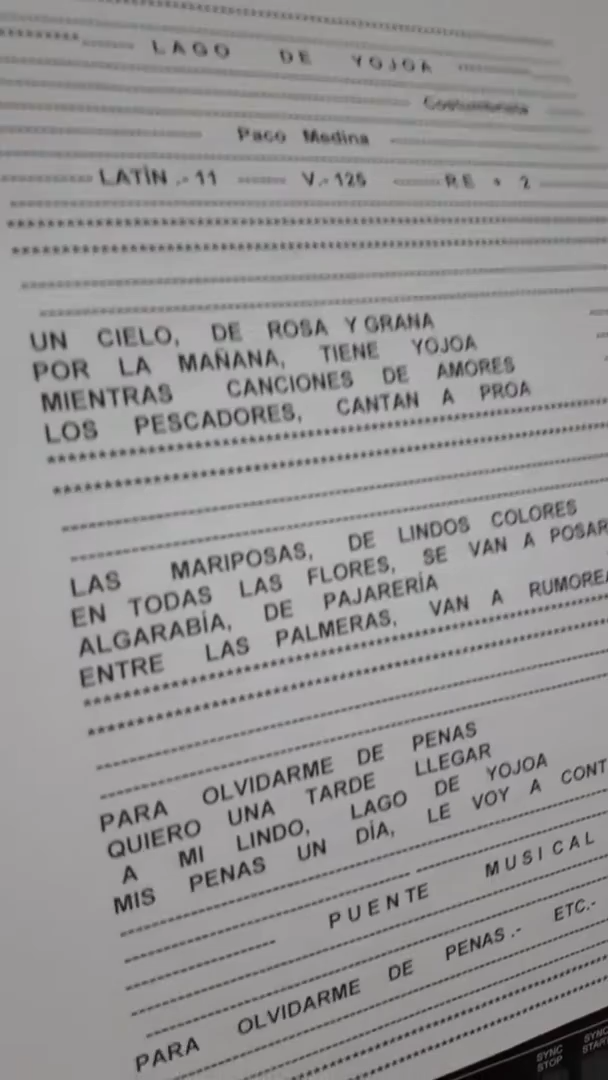 LAGO DE YOJOA
Costumbrista
Paco Medina
LATÍN .- 11 V.- 125 RE + 2
UN CIELO, DE ROSA Y GRANA
POR LA MAÑANA, TIENE YOJOA
MIENTRAS CANCIONES DE AMORES
LOS PESCADORES, CANTAN A PROA
LAS MARIPOSAS, DE LINDOS COLORES
EN TODAS LAS FLORES, SE VAN A POSAR
ALGARABÍA, DE PAJARERÍA
ENTRE LAS PALMERAS, VAN A RUMOREA
PARA OLVIDARME DE PENAS
QUIERO UNA TARDE LLEGAR
A MI LINDO, LAGO DE YOJOA
MIS PENAS UN DÍA, LE VOY A CONT
PUENTE MUSICAL
PARA OLVIDARME DE PENAS.- ETC.-
SYNC STOP
SYNC START